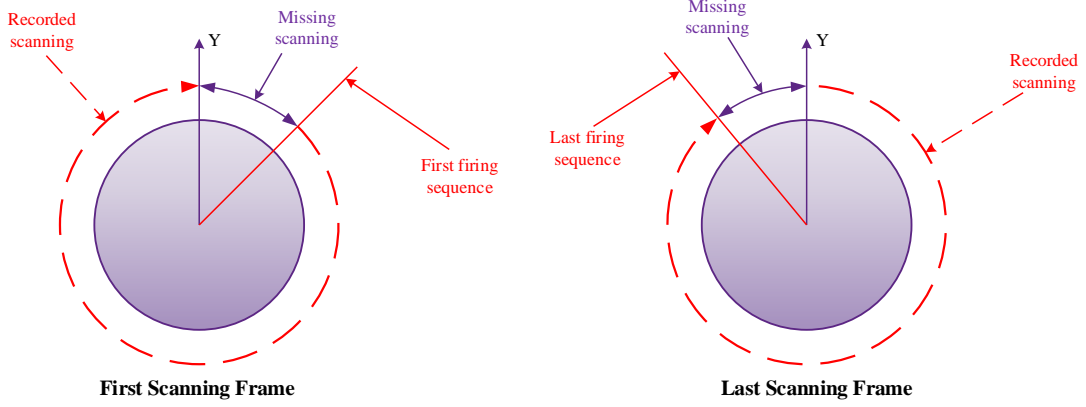 Recorded
scanning
Missing
scanning
Y
First firing
sequence
First Scanning Frame
Missing
scanning
Y
Recorded
scanning
Last firing
sequence
Last Scanning Frame